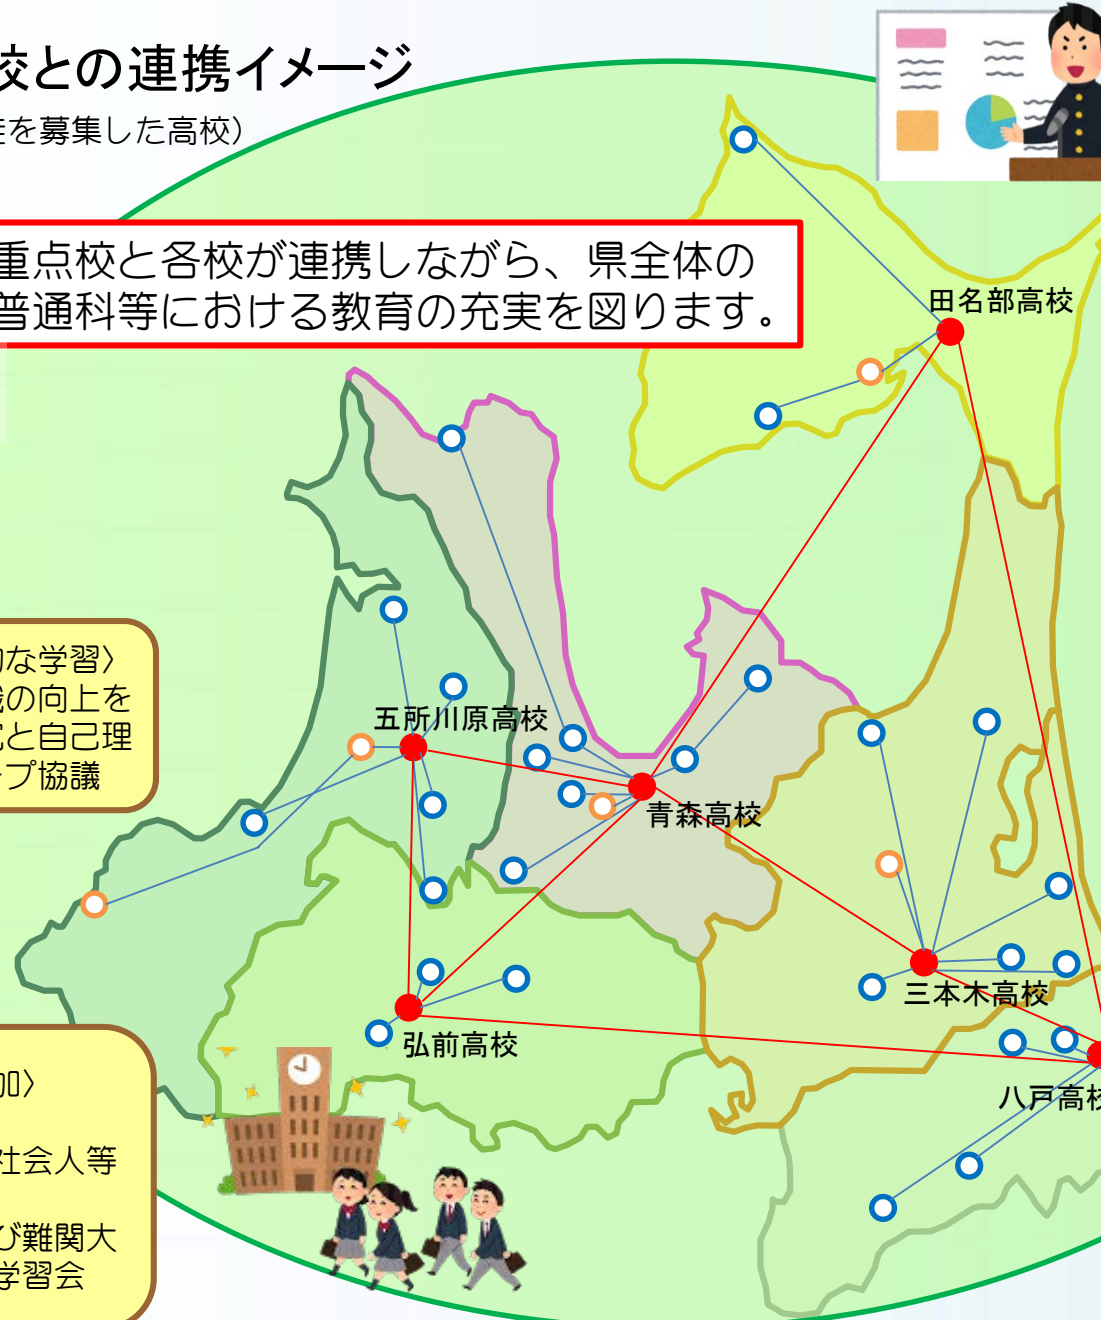 校との連携イメージ
徒を募集した高校）
重点校と各校が連携しながら、県全体の
普通科等における教育の充実を図ります。
田名部高校
的な学習〉
識の向上を
究と自己理
ープ協議
五所川原高校
青森高校
三本木高校
弘前高校
八戸高校
加〉
社会人等
び難関大
学習会